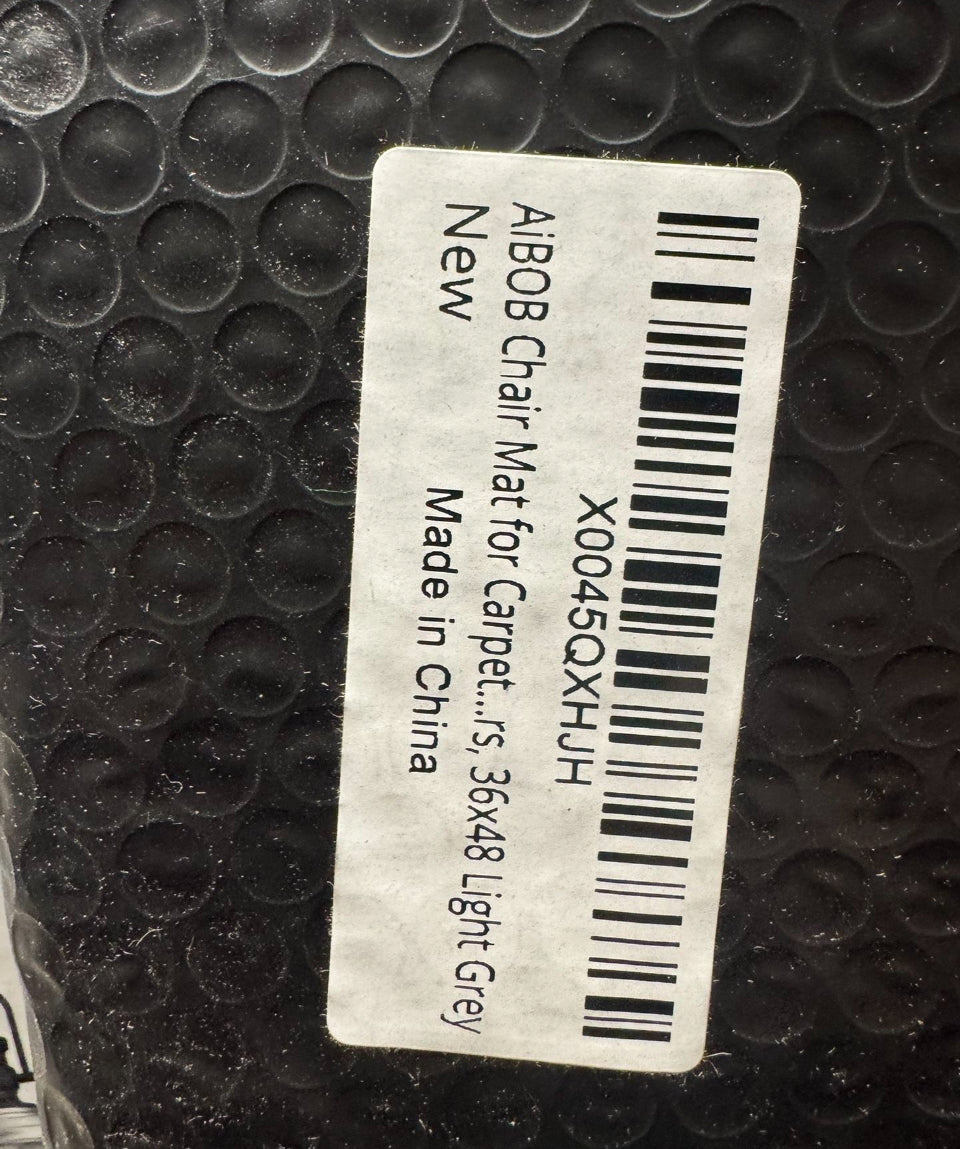 X0045QXHJH
AiBOB Chair Mat for Carpet...rs, 36x48 Light Grey
New
Made in China